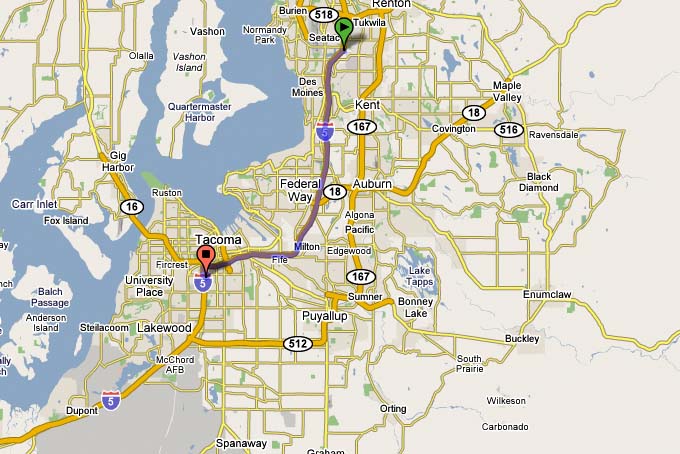 Burien
518
Renton
Tukwila
Normandy
Park
Vashon
Seatac
Olalla
Vashon
Island
Des
Moines
Maple
Valley
Quartermaster
Harbor
Kent
18
5
167
Covington
516
Ravensdale
Gig
Harbor
Black
Diamond
Ruston
Federal
Way
18
Auburn
Carr Inlet
16
Fox Island
Algona
Pacific
Tacoma
Milton
Edgewood
Fircrest
Fife
167
Lake
Tapps
University
Place
5
Balch
Passage
Sumner
Enumclaw
Bonney
Lake
Anderson
Island
Steilacoom
Lakewood
Puyallup
Buckley
512
McChord
AFB
South
Prairie
5
Dupont
Orting
Wilkeson
Carbonado
Spanaway
Graham